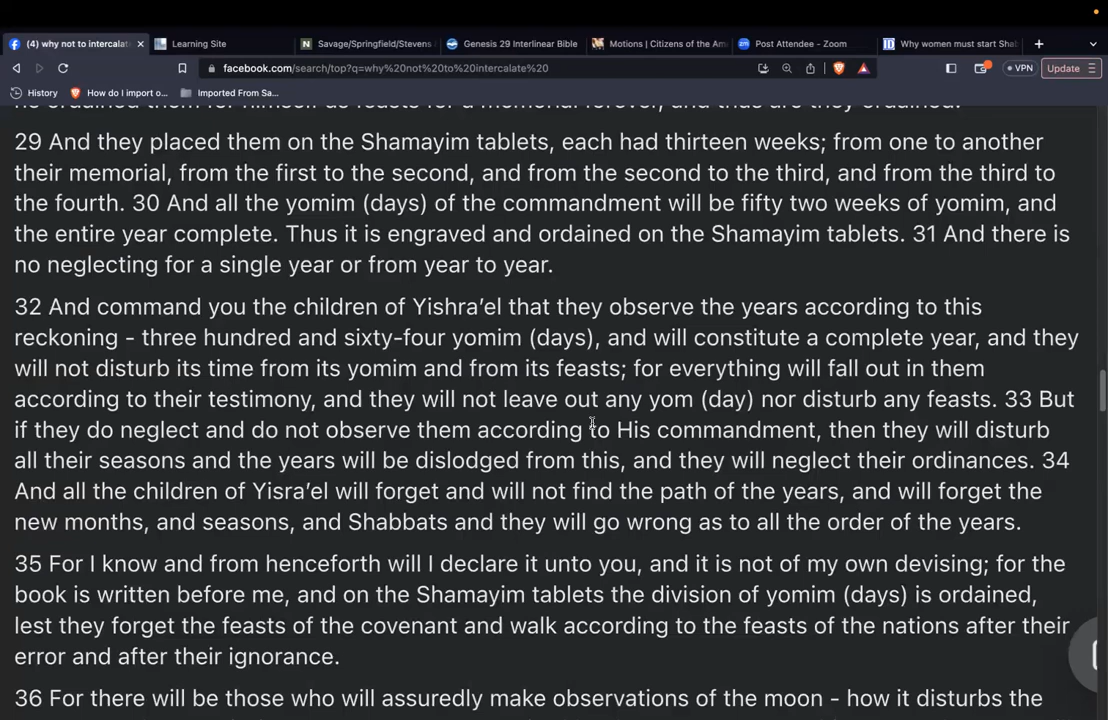 (4) why not to intercalat
Learning Site
Savage/Springfield/Stevens
Genesis 29 Interlinear Bible
Motions | Citizens of the Am
Post Attendee - Zoom
Why women must start Shab
facebook.com/search/top?q=why%20not%20to%20intercalate%20
VPN
Update
History
How do I import o...
Imported From Sa...
he ordained them for himself as feasts for a memorial forever, and thus are they ordained.
29 And they placed them on the Shamayim tablets, each had thirteen weeks; from one to another
their memorial, from the first to the second, and from the second to the third, and from the third to
the fourth. 30 And all the yomim (days) of the commandment will be fifty two weeks of yomim, and
the entire year complete. Thus it is engraved and ordained on the Shamayim tablets. 31 And there is
no neglecting for a single year or from year to year.
32 And command you the children of Yishra’el that they observe the years according to this
reckoning - three hundred and sixty-four yomim (days), and will constitute a complete year, and they
will not disturb its time from its yomim and from its feasts; for everything will fall out in them
according to their testimony, and they will not leave out any yom (day) nor disturb any feasts. 33 But
if they do neglect and do not observe them according to His commandment, then they will disturb
all their seasons and the years will be dislodged from this, and they will neglect their ordinances. 34
And all the children of Yisra’el will forget and will not find the path of the years, and will forget the
new months, and seasons, and Shabbats and they will go wrong as to all the order of the years.
35 For I know and from henceforth will I declare it unto you, and it is not of my own devising; for the
book is written before me, and on the Shamayim tablets the division of yomim (days) is ordained,
lest they forget the feasts of the covenant and walk according to the feasts of the nations after their
error and after their ignorance.
36 For there will be those who will assuredly make observations of the moon - how it disturbs the